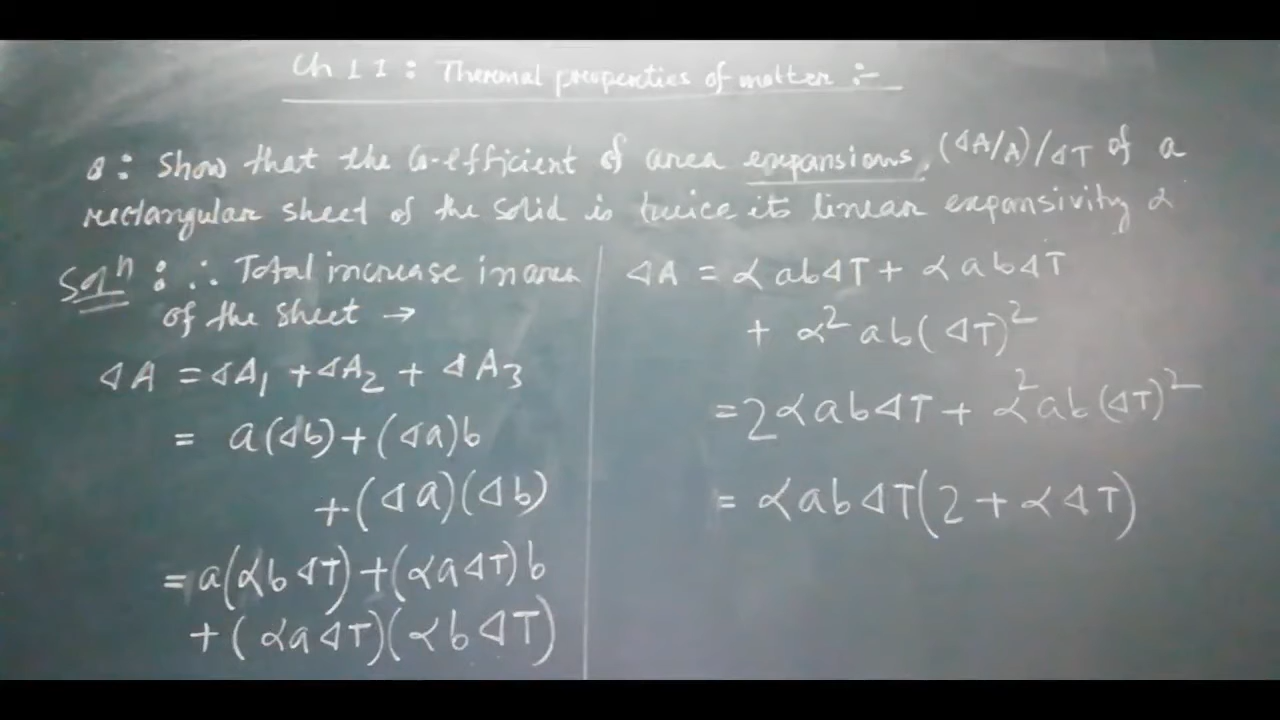 Ch 11 : Thermal properties of matter :-
Q : Show that the Co-efficient of area expansions, (ΔA/A)/ΔT of a
rectangular sheet of the solid is twice its linear expansivity α
Solⁿ : ∴ Total increase in area
of the sheet →
ΔA = ΔA₁ + ΔA₂ + ΔA₃
= a(Δb) + (Δa)b
+ (Δa)(Δb)
= a(αbΔT) + (αaΔT)b
+ (αaΔT)(αbΔT)
ΔA = αabΔT + αabΔT
+ α²ab(ΔT)²
= 2αabΔT + α²ab(ΔT)²
= αabΔT(2 + αΔT)